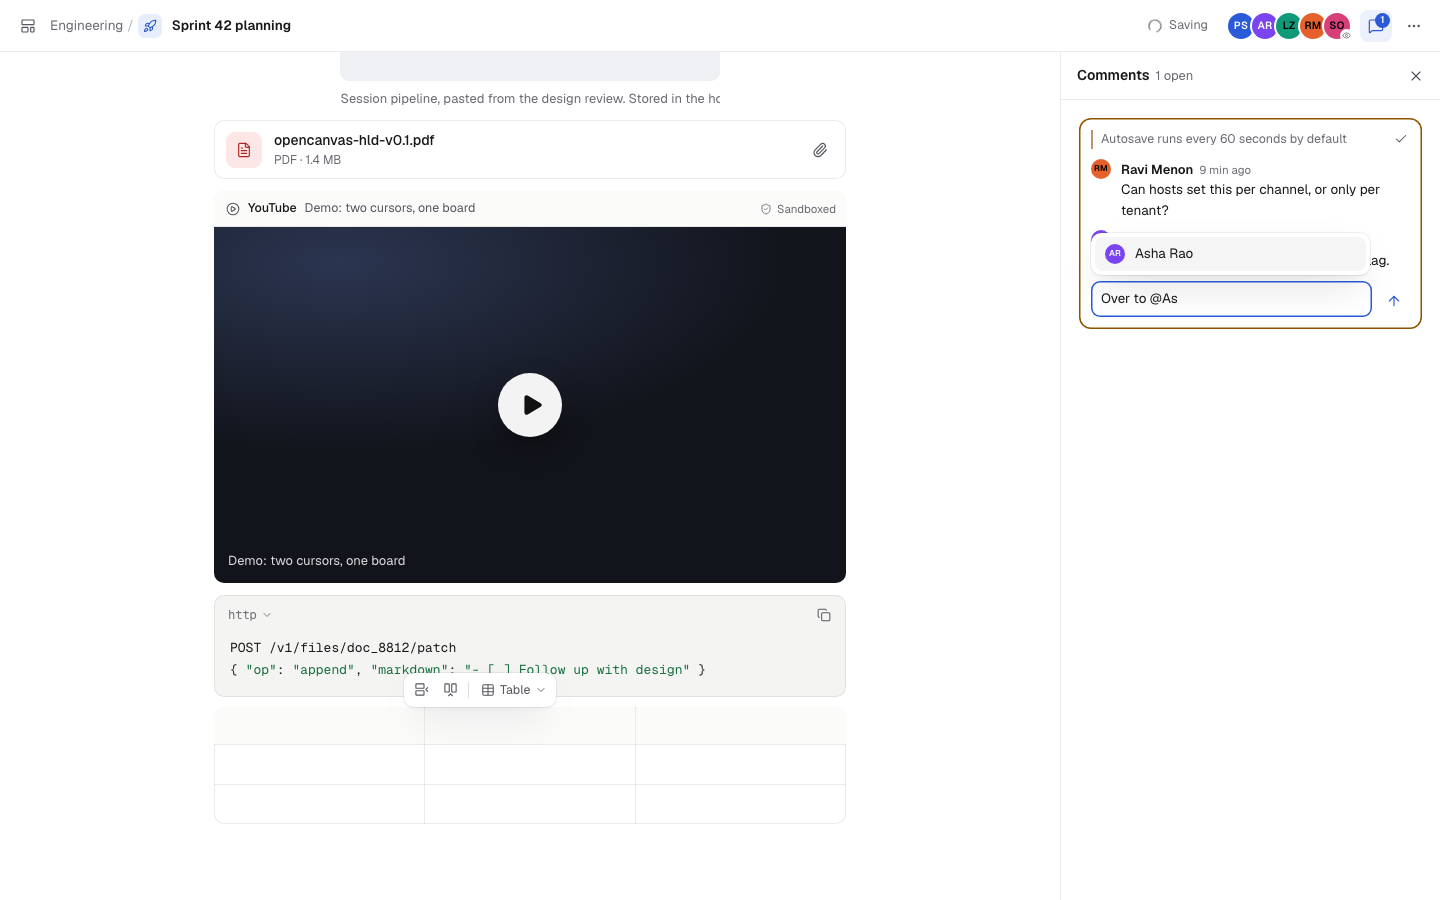 Engineering / Sprint 42 planning
Saving
PS AR LZ RM SO
1
Session pipeline, pasted from the design review. Stored in the
opencanvas-hld-v0.1.pdf
PDF · 1.4 MB
YouTube Demo: two cursors, one board
Sandboxed
Demo: two cursors, one board
http
POST /v1/files/doc_8812/patch
{ "op": "append", "markdown": "- [ ] Follow up with design" }
Table
Comments 1 open
Autosave runs every 60 seconds by default
RM Ravi Menon 9 min ago
Can hosts set this per channel, or only per
tenant?
AR Asha Rao
Over to @As